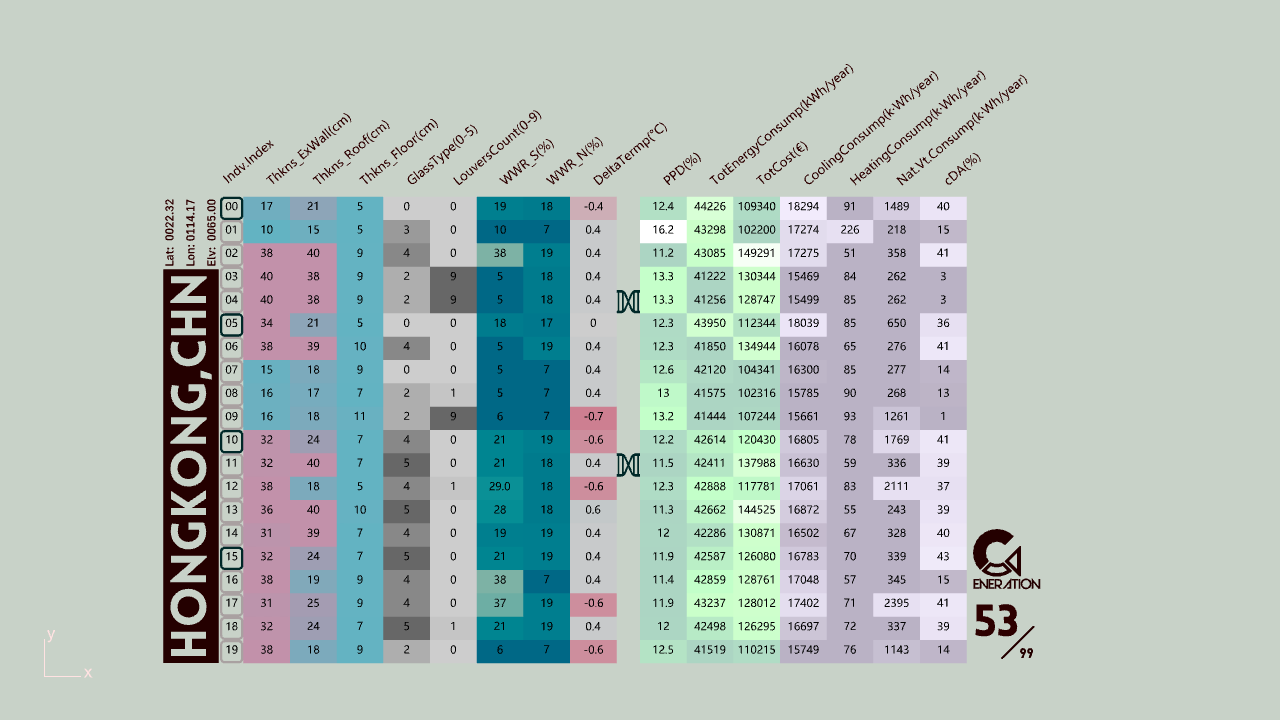 Indv.Index Thkns_ExWall(cm) Thkns_Roof(cm) Thkns_Floor(cm) GlassType(0-5) LouversCount(0-9) WWR_S(%) WWR_N(%) DeltaTermp(°C) PPD(%) TotEnergyConsump(kWh/year) TotCost(€) CoolingConsump(k·Wh/year) HeatingConsump(k·Wh/year) Nat.Vt.Consump(k·Wh/year) cDA(%)
Lat: 0022.32
Lon: 0114.17
Elv: 0065.00
HONGKONG,CHN
00 17 21 5 0 0 19 18 -0.4 12.4 44226 109340 18294 91 1489 40
01 10 15 5 3 0 10 7 0.4 16.2 43298 102200 17274 226 218 15
02 38 40 9 4 0 38 19 0.4 11.2 43085 149291 17275 51 358 41
03 40 38 9 2 9 5 18 0.4 13.3 41222 130344 15469 84 262 3
04 40 38 9 2 9 5 18 0.4 13.3 41256 128747 15499 85 262 3
05 34 21 5 0 0 18 17 0 12.3 43950 112344 18039 85 650 36
06 38 39 10 4 0 5 19 0.4 12.3 41850 134944 16078 65 276 41
07 15 18 9 0 0 5 7 0.4 12.6 42120 104341 16300 85 277 14
08 16 17 7 2 1 5 7 0.4 13 41575 102316 15785 90 268 13
09 16 18 11 2 9 6 7 -0.7 13.2 41444 107244 15661 93 1261 1
10 32 24 7 4 0 21 19 -0.6 12.2 42614 120430 16805 78 1769 41
11 32 40 7 5 0 21 18 0.4 11.5 42411 137988 16630 59 336 39
12 38 18 5 4 1 29.0 18 -0.6 12.3 42888 117781 17061 83 2111 37
13 36 40 10 5 0 28 18 0.6 11.3 42662 144525 16872 55 243 39
14 31 39 7 4 0 19 19 0.4 12 42286 130871 16502 67 328 40
15 32 24 7 5 0 21 19 0.4 11.9 42587 126080 16783 70 339 43
16 38 19 9 4 0 38 7 0.4 11.4 42859 128761 17048 57 345 15
17 31 25 9 4 0 37 19 -0.6 11.9 43237 128012 17402 71 2395 41
18 32 24 7 5 1 21 19 0.4 12 42498 126295 16697 72 337 39
19 38 18 9 2 0 6 7 -0.6 12.5 41519 110215 15749 76 1143 14
ENERATION
53/99
y
x